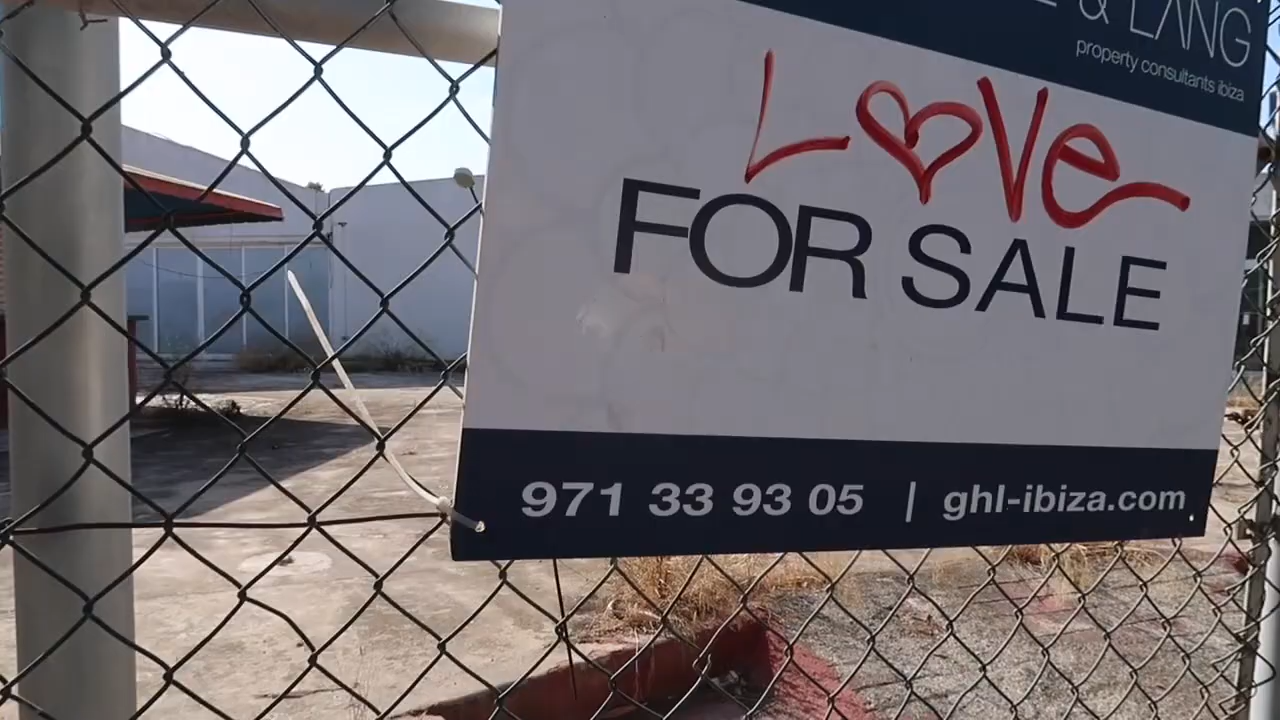 & LANG
property consultants ibiza
Love
FOR SALE
971 33 93 05 | ghl-ibiza.com